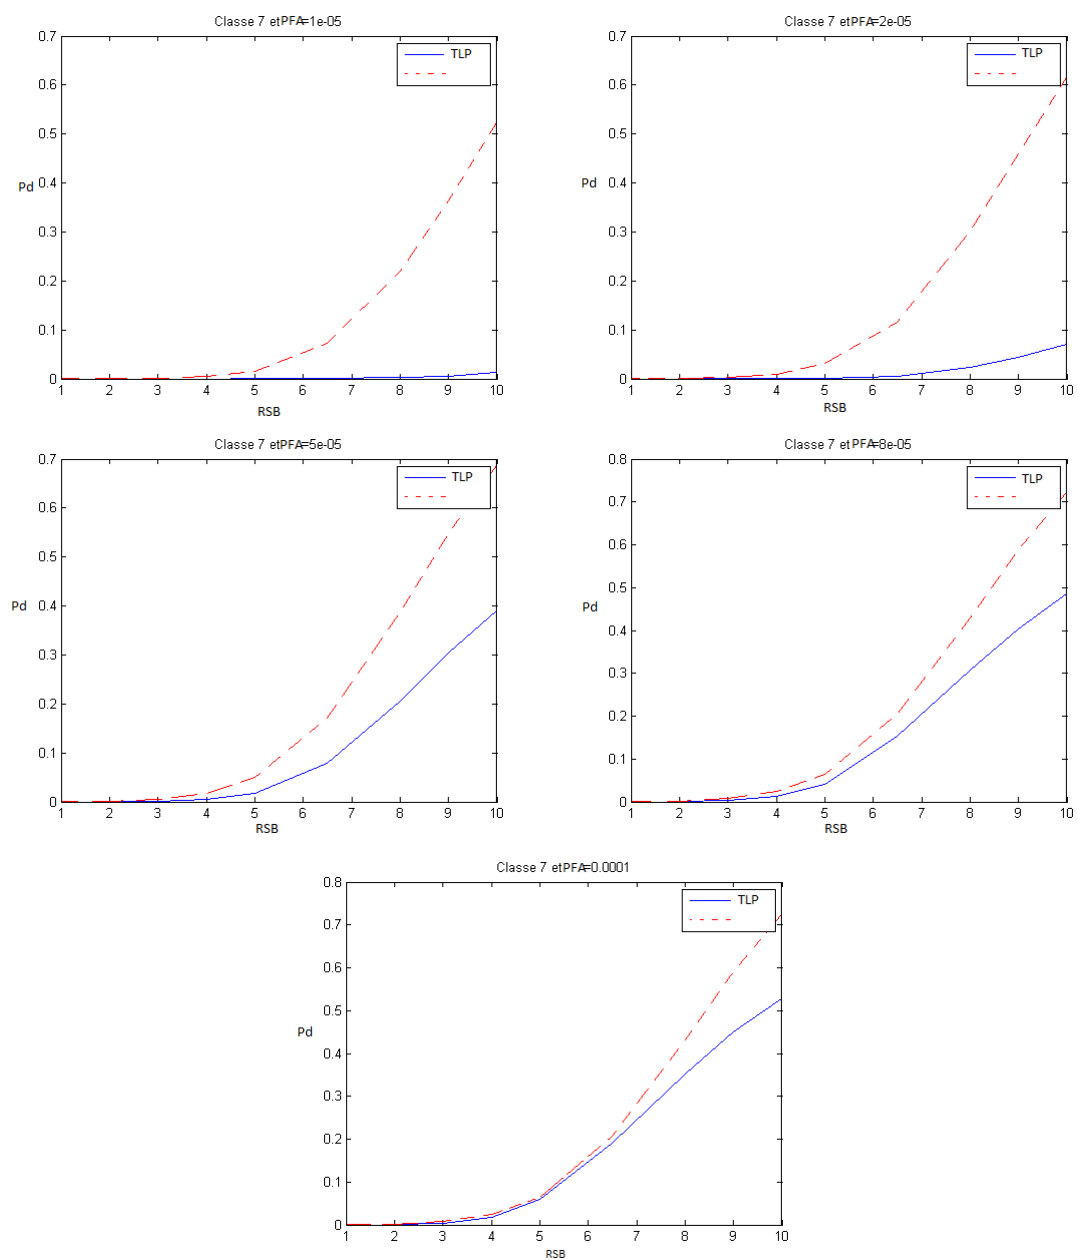 Classe 7 etPFA=1e-05
TLP
0.7
0.6
0.5
0.4
0.3
0.2
0.1
0
Pd
1 2 3 4 5 6 7 8 9 10
RSB
Classe 7 etPFA=2e-05
TLP
0.7
0.6
0.5
0.4
0.3
0.2
0.1
0
Pd
1 2 3 4 5 6 7 8 9 10
RSB
Classe 7 etPFA=5e-05
TLP
0.7
0.6
0.5
0.4
0.3
0.2
0.1
0
Pd
1 2 3 4 5 6 7 8 9 10
RSB
Classe 7 et PFA=8e-05
TLP
0.8
0.7
0.6
0.5
0.4
0.3
0.2
0.1
0
Pd
1 2 3 4 5 6 7 8 9 10
RSB
Classe 7 etPFA=0.0001
TLP
0.8
0.7
0.6
0.5
0.4
0.3
0.2
0.1
0
Pd
1 2 3 4 5 6 7 8 9 10
RSB